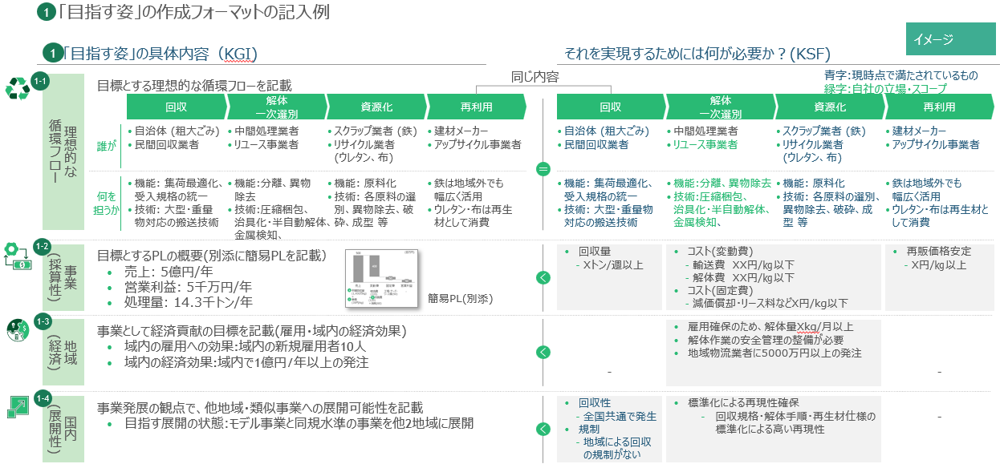 1 「目指す姿」の作成フォーマットの記入例
イメージ
1 「目指す姿」の具体内容（KGI)
それを実現するためには何が必要か？(KSF)
1-1
理想的な
循環フロー
目標とする理想的な循環フローを記載
同じ内容
青字：現時点で満たされているもの
緑字：自社の立場・スコープ
回収
解体
一次選別
資源化
再利用
誰が
• 自治体 (粗大ごみ)
• 民間回収業者
• 中間処理業者
• リユース事業者
• スクラップ業者 (鉄)
• リサイクル業者
(ウレタン、布)
• 建材メーカー
• アップサイクル事業者
何を
担うか
• 機能: 集荷最適化、
受入規格の統一
• 技術: 大型・重量
物対応の搬送技術
• 機能:分離、異物
除去
• 技術:圧縮梱包、
治具化・半自動解体、
金属検知、
• 機能: 原料化
• 技術: 各原料の選
別、異物除去、破
砕、成型 等
• 鉄は地域外でも
幅広く活用
• ウレタン・布は再生
材として消費
回収
解体
一次選別
資源化
再利用
• 自治体 (粗大ごみ)
• 民間回収業者
• 中間処理業者
• リユース事業者
• スクラップ業者 (鉄)
• リサイクル業者
(ウレタン、布)
• 建材メーカー
• アップサイクル事業者
• 機能: 集荷最適化、
受入規格の統一
• 技術: 大型・重量物
対応の搬送技術
• 機能:分離、異物除去
• 技術:圧縮梱包、
治具化・半自動解体、
金属検知、
• 機能: 原料化
• 技術: 各原料の選別、
異物除去、破砕、成
型 等
• 鉄は地域外でも
幅広く活用
• ウレタン・布は再生材と
して消費
1-2
事業
(採算性)
目標とするPLの概要(別添に簡易PLを記載)
• 売上: 5億円/年
• 営業利益: 5千万円/年
• 処理量: 14.3千トン/年
簡易PL(別添)
• 回収量
- Xトン/週以上
• コスト(変動費)
- 輸送費 XX円/kg以下
- 解体費 XX円/kg以下
• コスト(固定費)
- 減価償却・リース料などX円/kg以下
• 再販価格安定
- X円/kg以上
1-3
地域
(経済)
事業として経済貢献の目標を記載(雇用・域内の経済効果)
• 域内の雇用への効果:域内の新規雇用者10人
• 域内の経済効果:域内で1億円/年以上の発注
-
• 雇用確保のため、解体量Xkg/月以上
• 解体作業の安全管理の整備が必要
• 地域物流業者に5000万円以上の発注
-
1-4
国内
(展開性)
事業発展の観点で、他地域・類似事業への展開可能性を記載
• 目指す展開の状態:モデル事業と同規水準の事業を他2地域に展開
• 回収性
- 全国共通で発生
• 規制
- 地域による回収
の規制がない
• 標準化による再現性確保
- 回収規格・解体手順・再生材仕様の
標準化による高い再現性
-